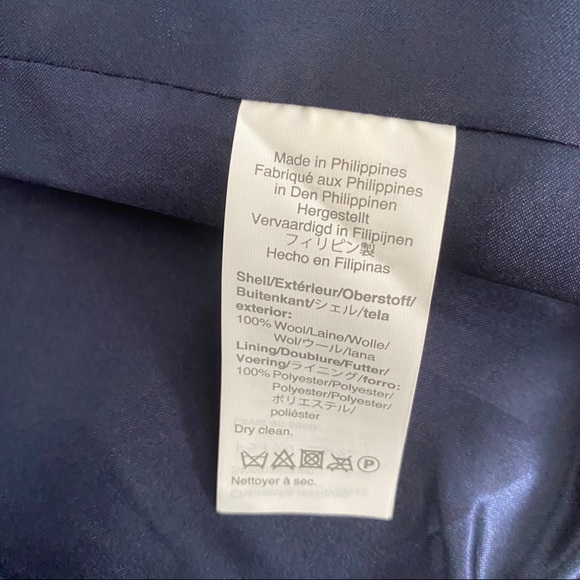 Made in Philippines
Fabriqué aux Philippines
in Den Philippinen
Hergestellt
Vervaardigd in Filipijnen
フィリピン製
Hecho en Filipinas
Shell/Extérieur/Oberstoff/
Buitenkant/シェル/tela
exterior:
100% Wool/Laine/Wolle/
Wol/ウール/lana
Lining/Doublure/Futter/
Voering/ライニング/forro:
100% Polyester/Polyester/
Polyester/Polyester/
ポリエステル/
poliéster
Dry clean.
P
Nettoyer à sec.